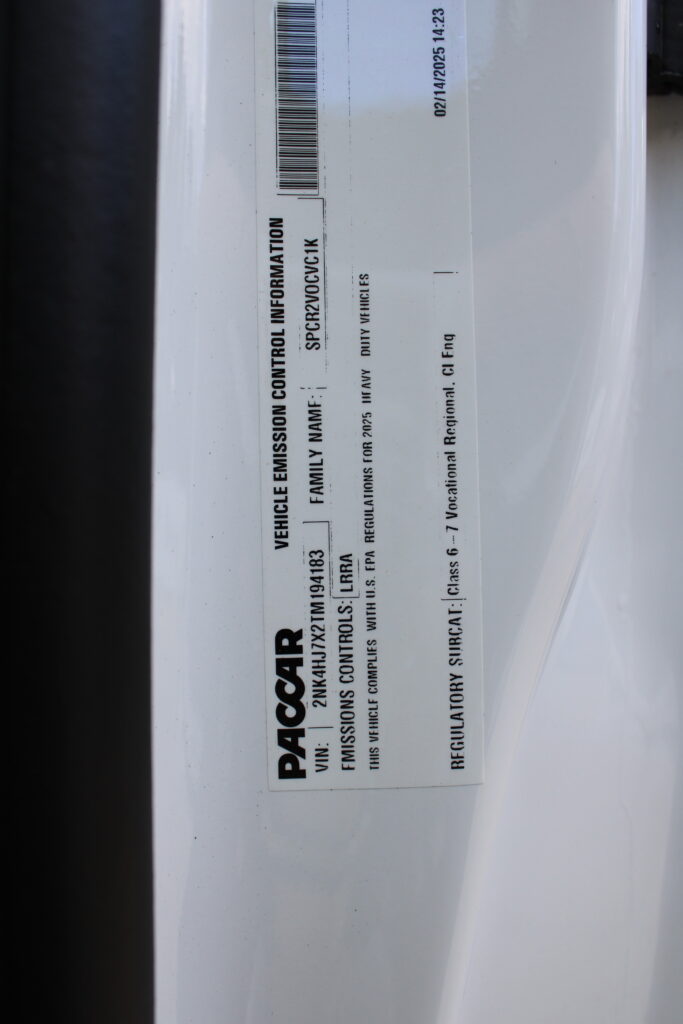 VEHICLE EMISSION CONTROL INFORMATION
PACCAR
VIN: 2NK4HJ7X2TM194183 FAMILY NAME: SPCR2VOCVC1K
EMISSIONS CONTROLS: LRRA
THIS VEHICLE COMPLIES WITH U.S. EPA REGULATIONS FOR 2025 HEAVY DUTY VEHICLES
REGULATORY SUBCAT: Class 6 – 7 Vocational Regional, CI Eng
02/14/2025 14:23